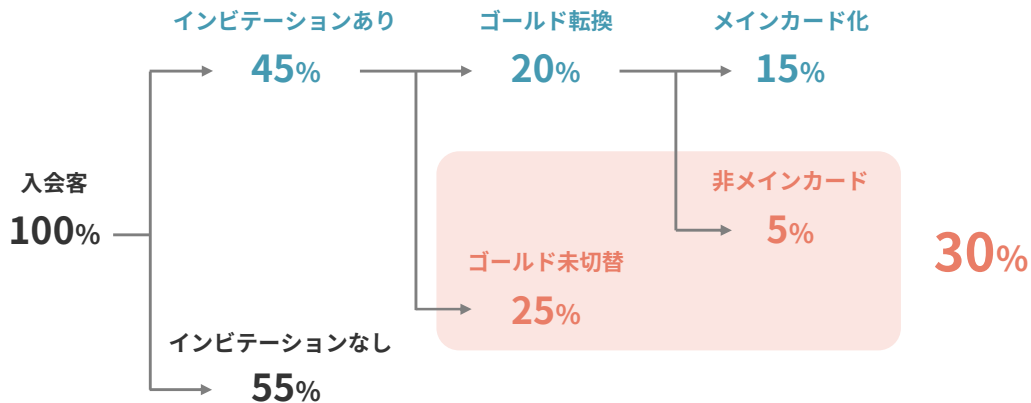 インビテーションあり
45%
ゴールド転換
20%
メインカード化
15%
入会客
100%
非メインカード
5%
30%
ゴールド未切替
25%
インビテーションなし
55%